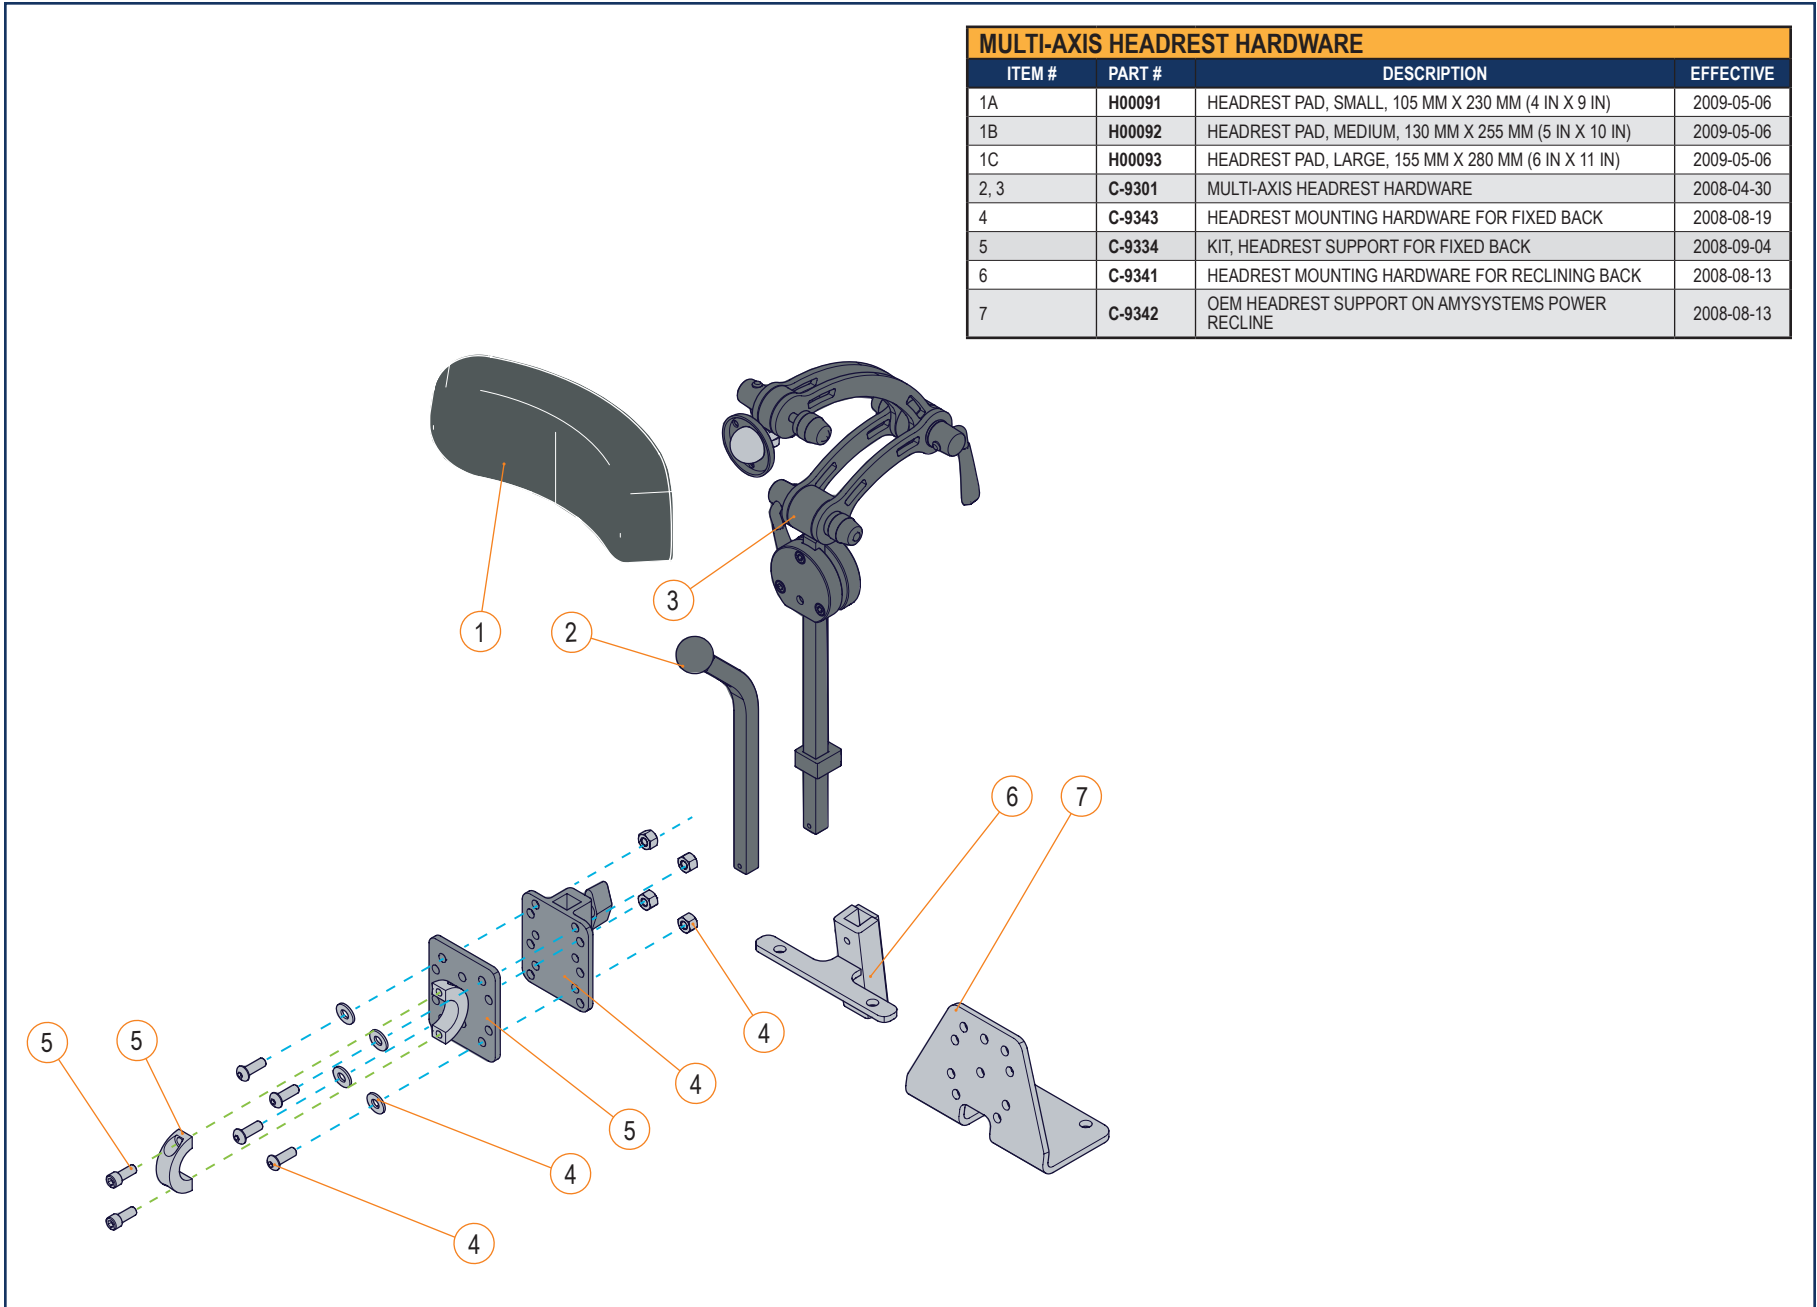 MULTI-AXIS HEADREST HARDWARE
ITEM # PART # DESCRIPTION EFFECTIVE
1A H00091 HEADREST PAD, SMALL, 105 MM X 230 MM (4 IN X 9 IN) 2009-05-06
1B H00092 HEADREST PAD, MEDIUM, 130 MM X 255 MM (5 IN X 10 IN) 2009-05-06
1C H00093 HEADREST PAD, LARGE, 155 MM X 280 MM (6 IN X 11 IN) 2009-05-06
2, 3 C-9301 MULTI-AXIS HEADREST HARDWARE 2008-04-30
4 C-9343 HEADREST MOUNTING HARDWARE FOR FIXED BACK 2008-08-19
5 C-9334 KIT, HEADREST SUPPORT FOR FIXED BACK 2008-09-04
6 C-9341 HEADREST MOUNTING HARDWARE FOR RECLINING BACK 2008-08-13
7 C-9342 OEM HEADREST SUPPORT ON AMYSYSTEMS POWER
RECLINE 2008-08-13
3
1
2
6
7
4
5
5
4
5
4
4